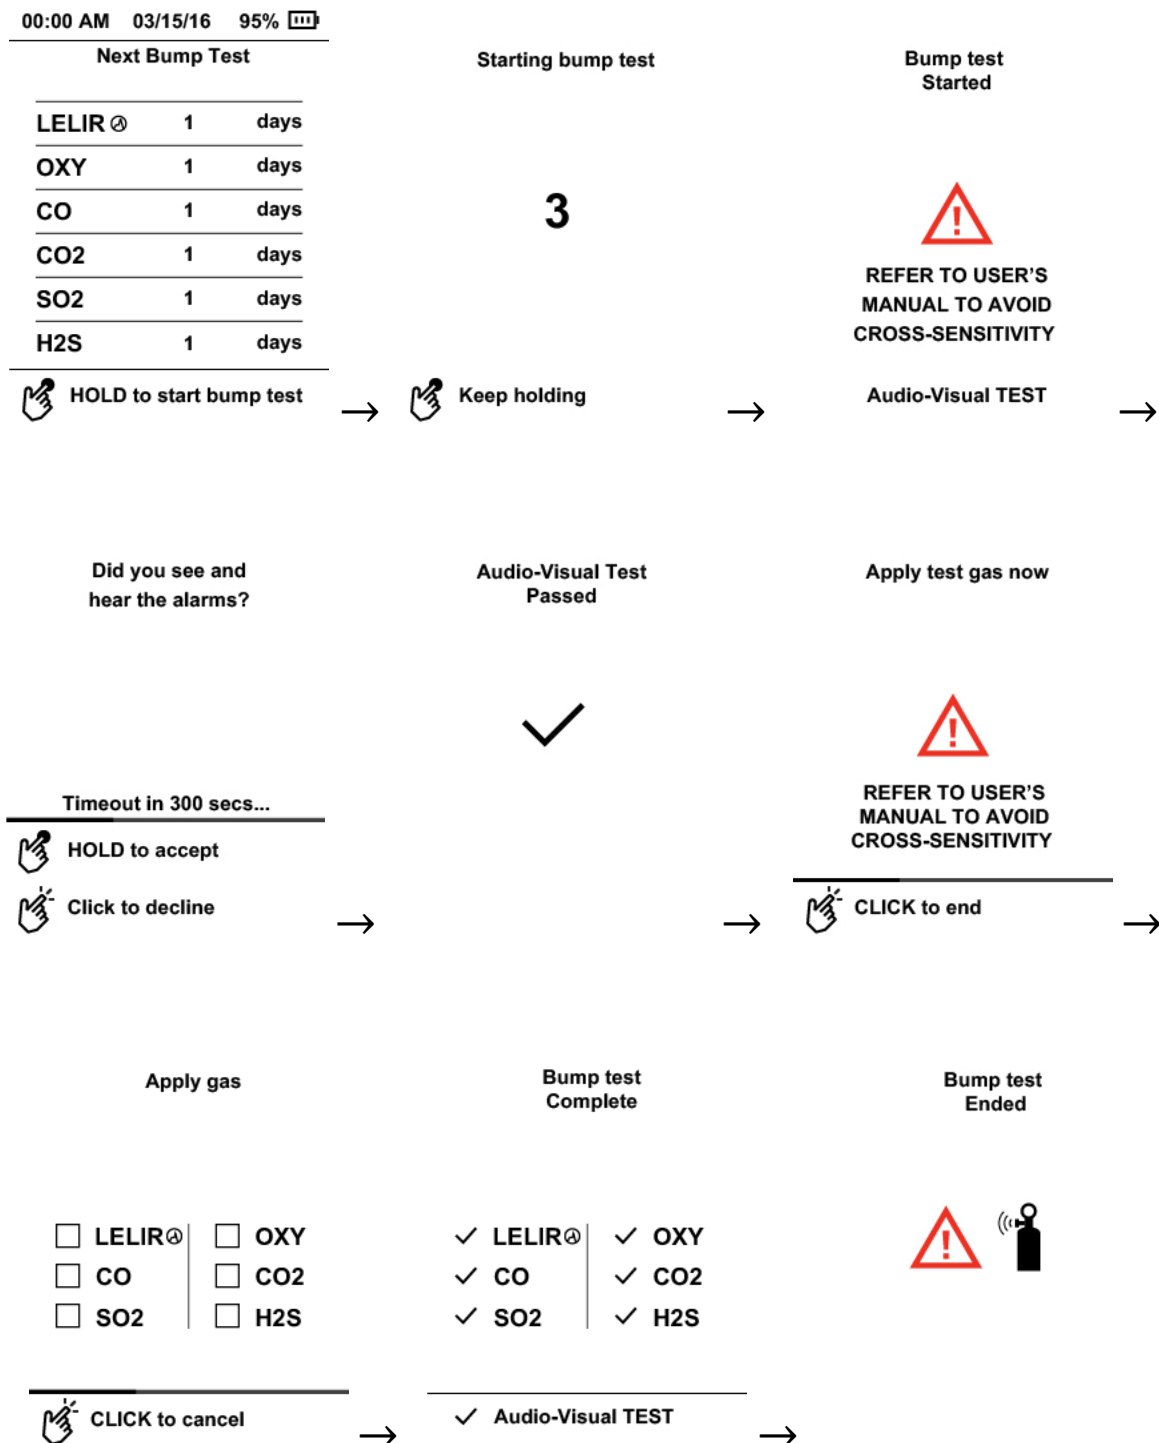 00:00 AM 03/15/16 95%
Next Bump Test
LELIR 1 days
OXY 1 days
CO 1 days
CO2 1 days
SO2 1 days
H2S 1 days
HOLD to start bump test
Starting bump test
3
Keep holding
Bump test
Started
REFER TO USER'S
MANUAL TO AVOID
CROSS-SENSITIVITY
Audio-Visual TEST
Did you see and
hear the alarms?
Timeout in 300 secs...
HOLD to accept
Click to decline
Audio-Visual Test
Passed
Apply test gas now
REFER TO USER'S
MANUAL TO AVOID
CROSS-SENSITIVITY
CLICK to end
Apply gas
LELIR OXY
CO CO2
SO2 H2S
CLICK to cancel
Bump test
Complete
LELIR OXY
CO CO2
SO2 H2S
Audio-Visual TEST
Bump test
Ended